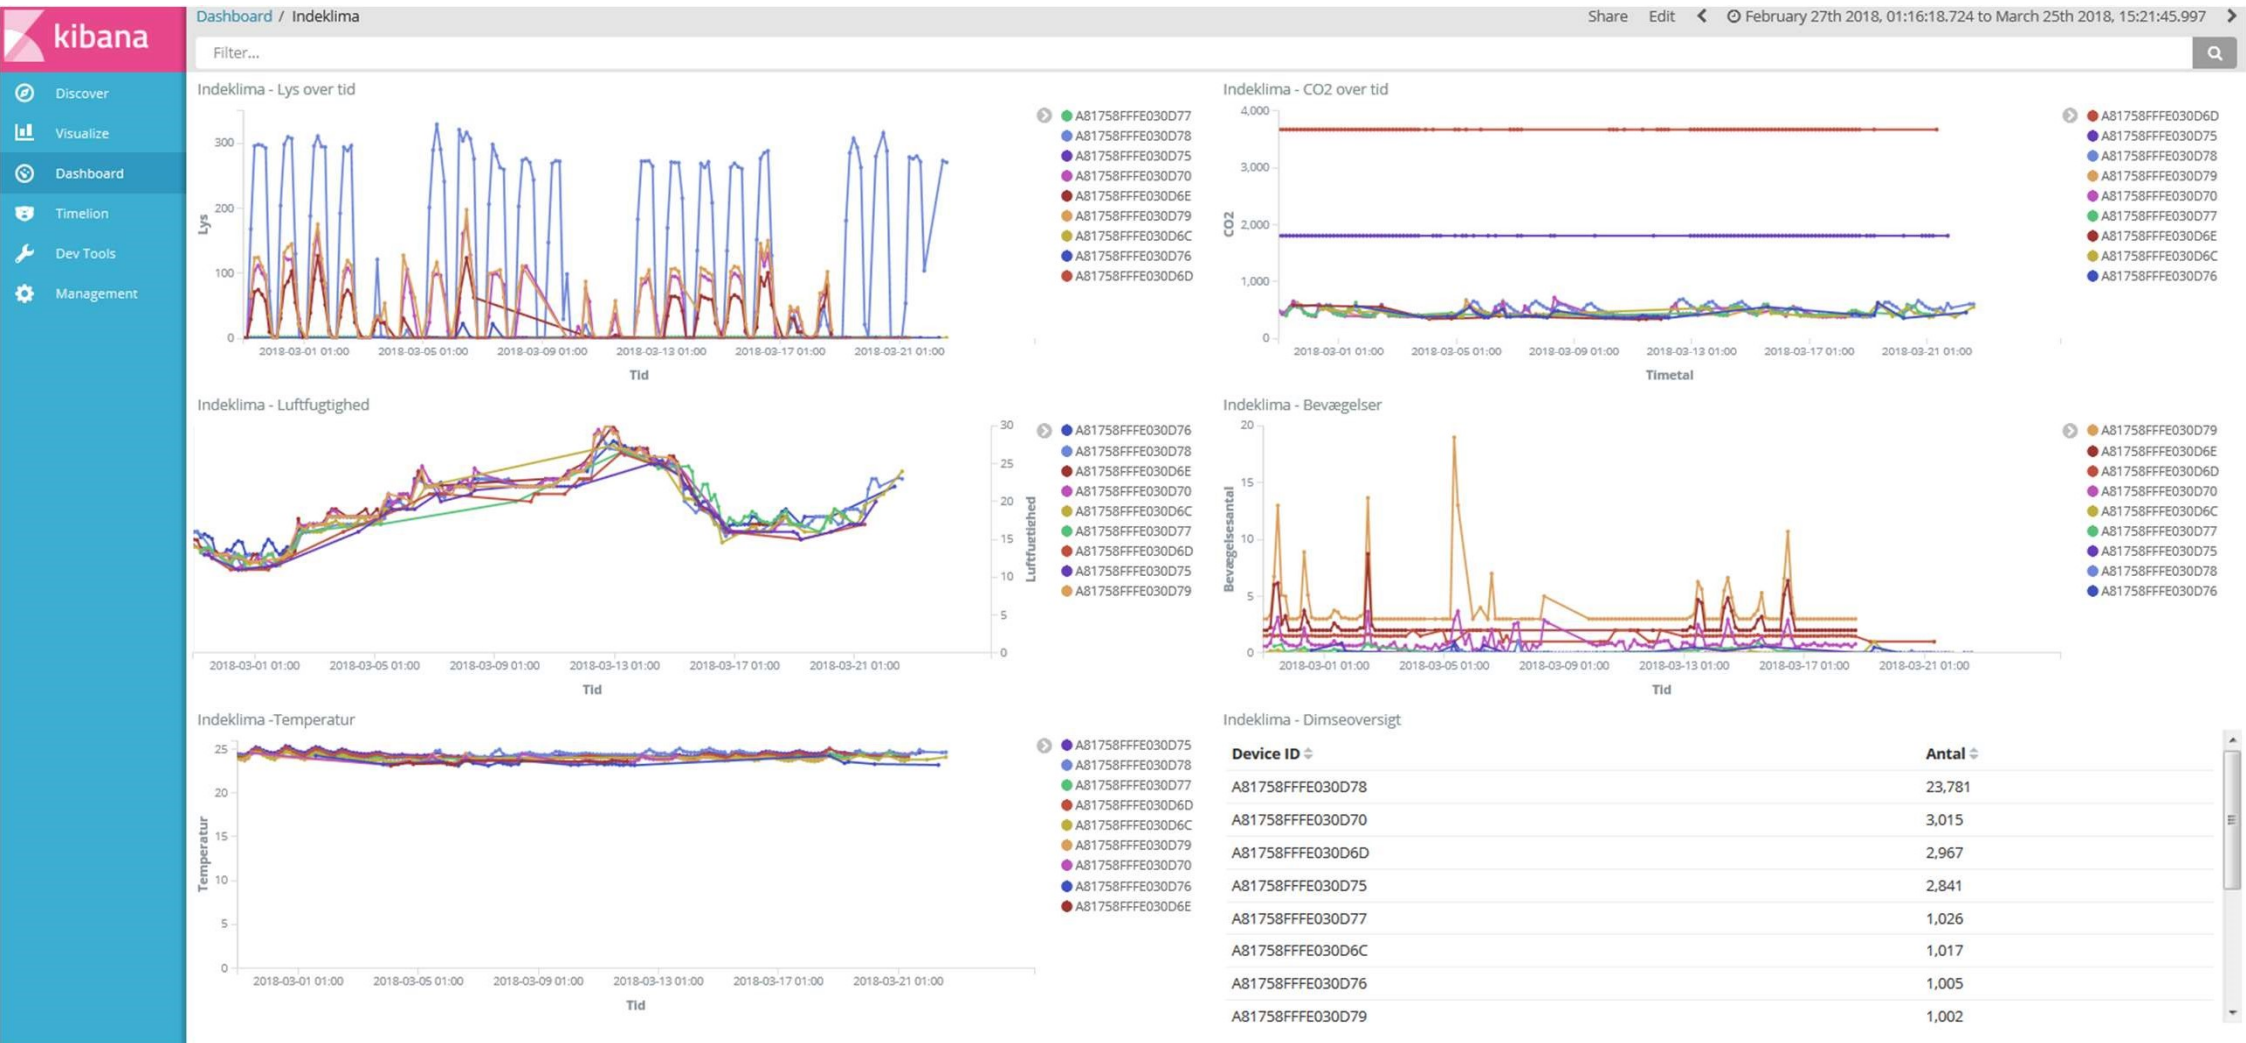 kibana
Discover
Visualize
Dashboard
Timelion
Dev Tools
Management
Dashboard / Indeklima
Share Edit February 27th 2018, 01:16:18.724 to March 25th 2018, 15:21:45.997
Filter...
Indeklima - Lys over tid
300
200
100
0
Lys
2018-03-01 01:00 2018-03-05 01:00 2018-03-09 01:00 2018-03-13 01:00 2018-03-17 01:00 2018-03-21 01:00
Tid
A81758FFFE030D77
A81758FFFE030D78
A81758FFFE030D75
A81758FFFE030D70
A81758FFFE030D6E
A81758FFFE030D79
A81758FFFE030D6C
A81758FFFE030D76
A81758FFFE030D6D
Indeklima - CO2 over tid
4,000
3,000
2,000
1,000
0
CO2
2018-03-01 01:00 2018-03-05 01:00 2018-03-09 01:00 2018-03-13 01:00 2018-03-17 01:00 2018-03-21 01:00
Timetal
A81758FFFE030D6D
A81758FFFE030D75
A81758FFFE030D78
A81758FFFE030D79
A81758FFFE030D70
A81758FFFE030D77
A81758FFFE030D6E
A81758FFFE030D6C
A81758FFFE030D76
Indeklima - Luftfugtighed
30
25
20
15
10
5
0
Luftfugtighed
2018-03-01 01:00 2018-03-05 01:00 2018-03-09 01:00 2018-03-13 01:00 2018-03-17 01:00 2018-03-21 01:00
Tid
A81758FFFE030D76
A81758FFFE030D78
A81758FFFE030D6E
A81758FFFE030D70
A81758FFFE030D6C
A81758FFFE030D77
A81758FFFE030D6D
A81758FFFE030D75
A81758FFFE030D79
Indeklima - Bevægelser
20
15
10
5
0
Bevægelsesantal
2018-03-01 01:00 2018-03-05 01:00 2018-03-09 01:00 2018-03-13 01:00 2018-03-17 01:00 2018-03-21 01:00
Tid
A81758FFFE030D79
A81758FFFE030D6E
A81758FFFE030D6D
A81758FFFE030D70
A81758FFFE030D6C
A81758FFFE030D77
A81758FFFE030D75
A81758FFFE030D78
A81758FFFE030D76
Indeklima -Temperatur
25
20
15
10
5
0
Temperatur
2018-03-01 01:00 2018-03-05 01:00 2018-03-09 01:00 2018-03-13 01:00 2018-03-17 01:00 2018-03-21 01:00
Tid
A81758FFFE030D75
A81758FFFE030D78
A81758FFFE030D77
A81758FFFE030D6D
A81758FFFE030D6C
A81758FFFE030D79
A81758FFFE030D70
A81758FFFE030D76
A81758FFFE030D6E
Indeklima - Dimseoversigt
Device ID Antal
A81758FFFE030D78 23,781
A81758FFFE030D70 3,015
A81758FFFE030D6D 2,967
A81758FFFE030D75 2,841
A81758FFFE030D77 1,026
A81758FFFE030D6C 1,017
A81758FFFE030D76 1,005
A81758FFFE030D79 1,002